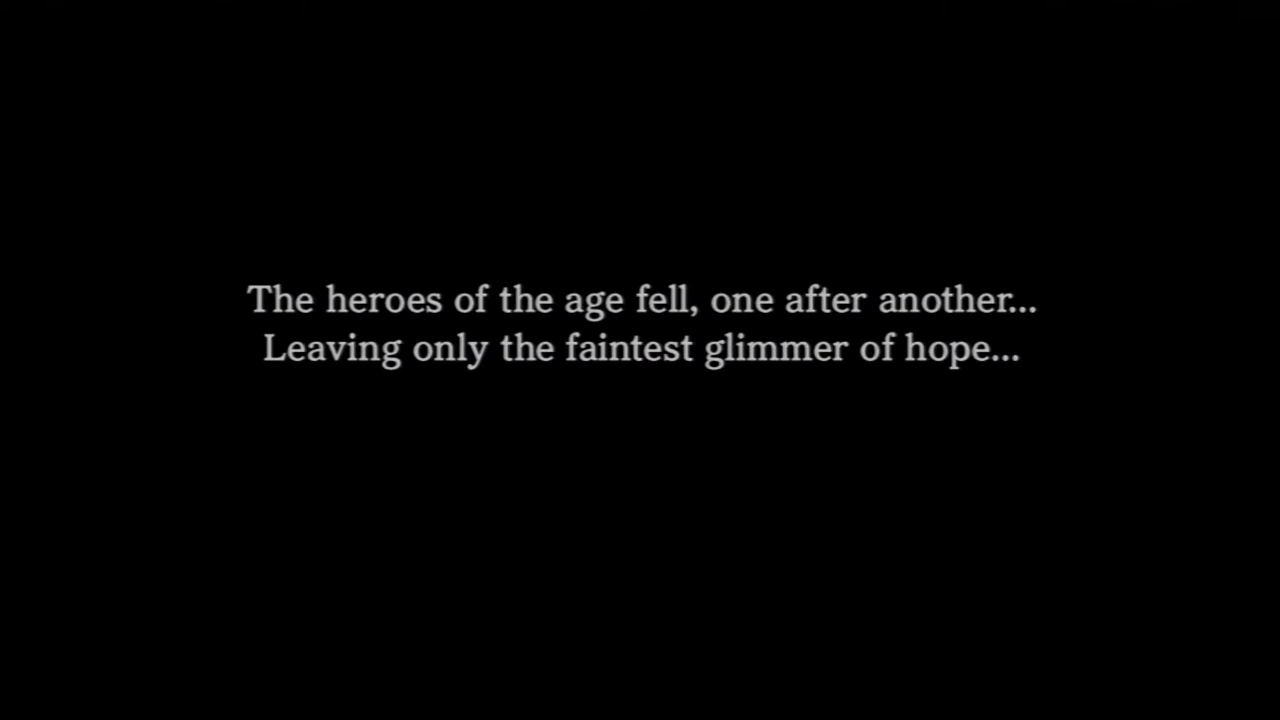 The heroes of the age fell, one after another...
Leaving only the faintest glimmer of hope...